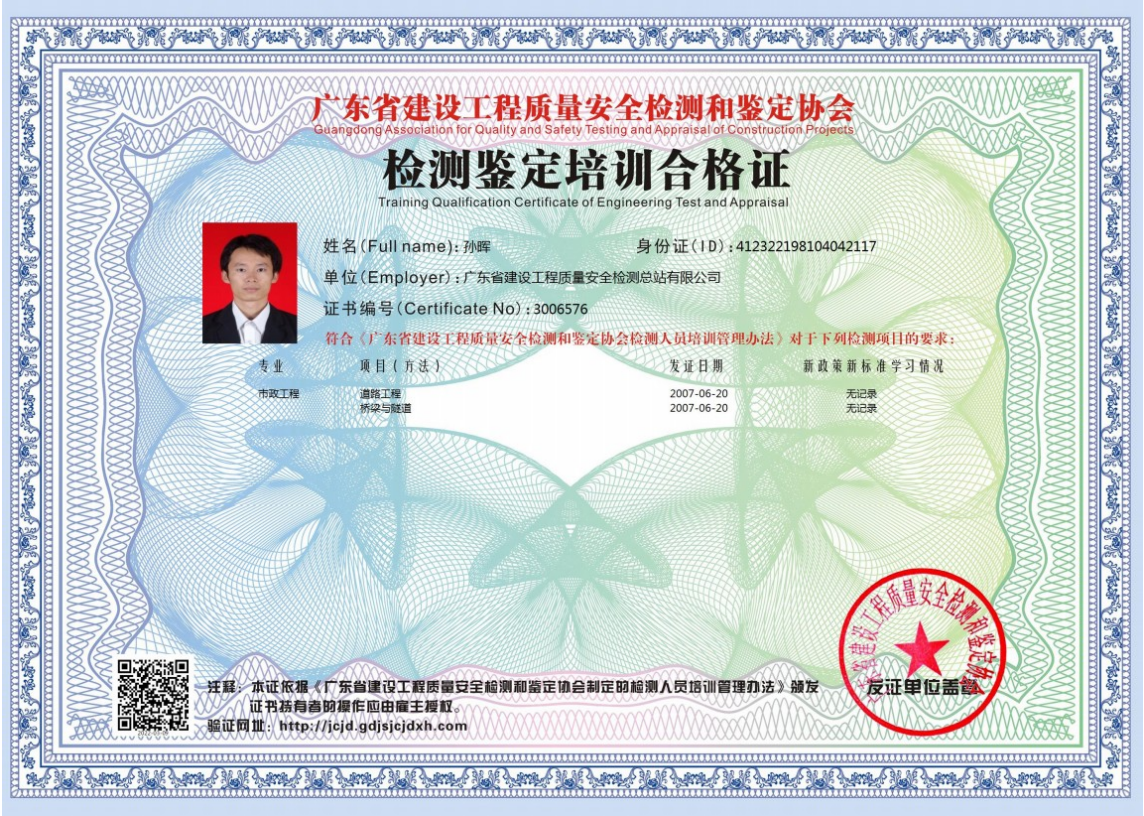 广东省建设工程质量安全检测和鉴定协会
Guangdong Association for Quality and Safety Testing and Appraisal of Construction Projects
检测鉴定培训合格证
Training Qualification Certificate of Engineering Test and Appraisal
姓名(Full name): 孙晖 身份证(ID): 412322198104042117
单位(Employer): 广东省建设工程质量安全检测总站有限公司
证书编号(Certificate No): 3006576
符合《广东省建设工程质量安全检测和鉴定协会检测人员培训管理办法》对于下列检测项目的要求:
专业 项目(方法) 发证日期 新政策新标准学习情况
市政工程 道路工程 2007-06-20 无记录
桥梁与隧道 2007-06-20 无记录
广东省建设工程质量安全检测和鉴定协会
发证单位盖章
注释: 本证依据《广东省建设工程质量安全检测和鉴定协会制定的检测人员培训管理办法》颁发
证书持有者的操作应由雇主授权。
验证网址: http://jcjd.gdjsjcjdxh.com